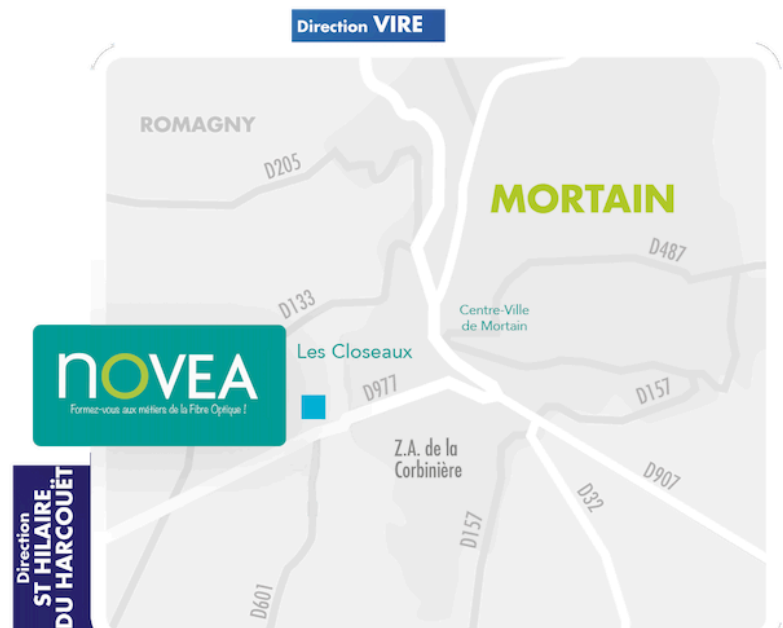 Direction VIRE
ROMAGNY
D205
MORTAIN
D487
D133
Centre-Ville
de Mortain
NOVEA
Formez-vous aux métiers de la Fibre Optique !
Les Closeaux
D977
D157
Z.A. de la
Corbinière
D907
D32
D157
D601
Direction
ST HILAIRE
DU HARCOUËT